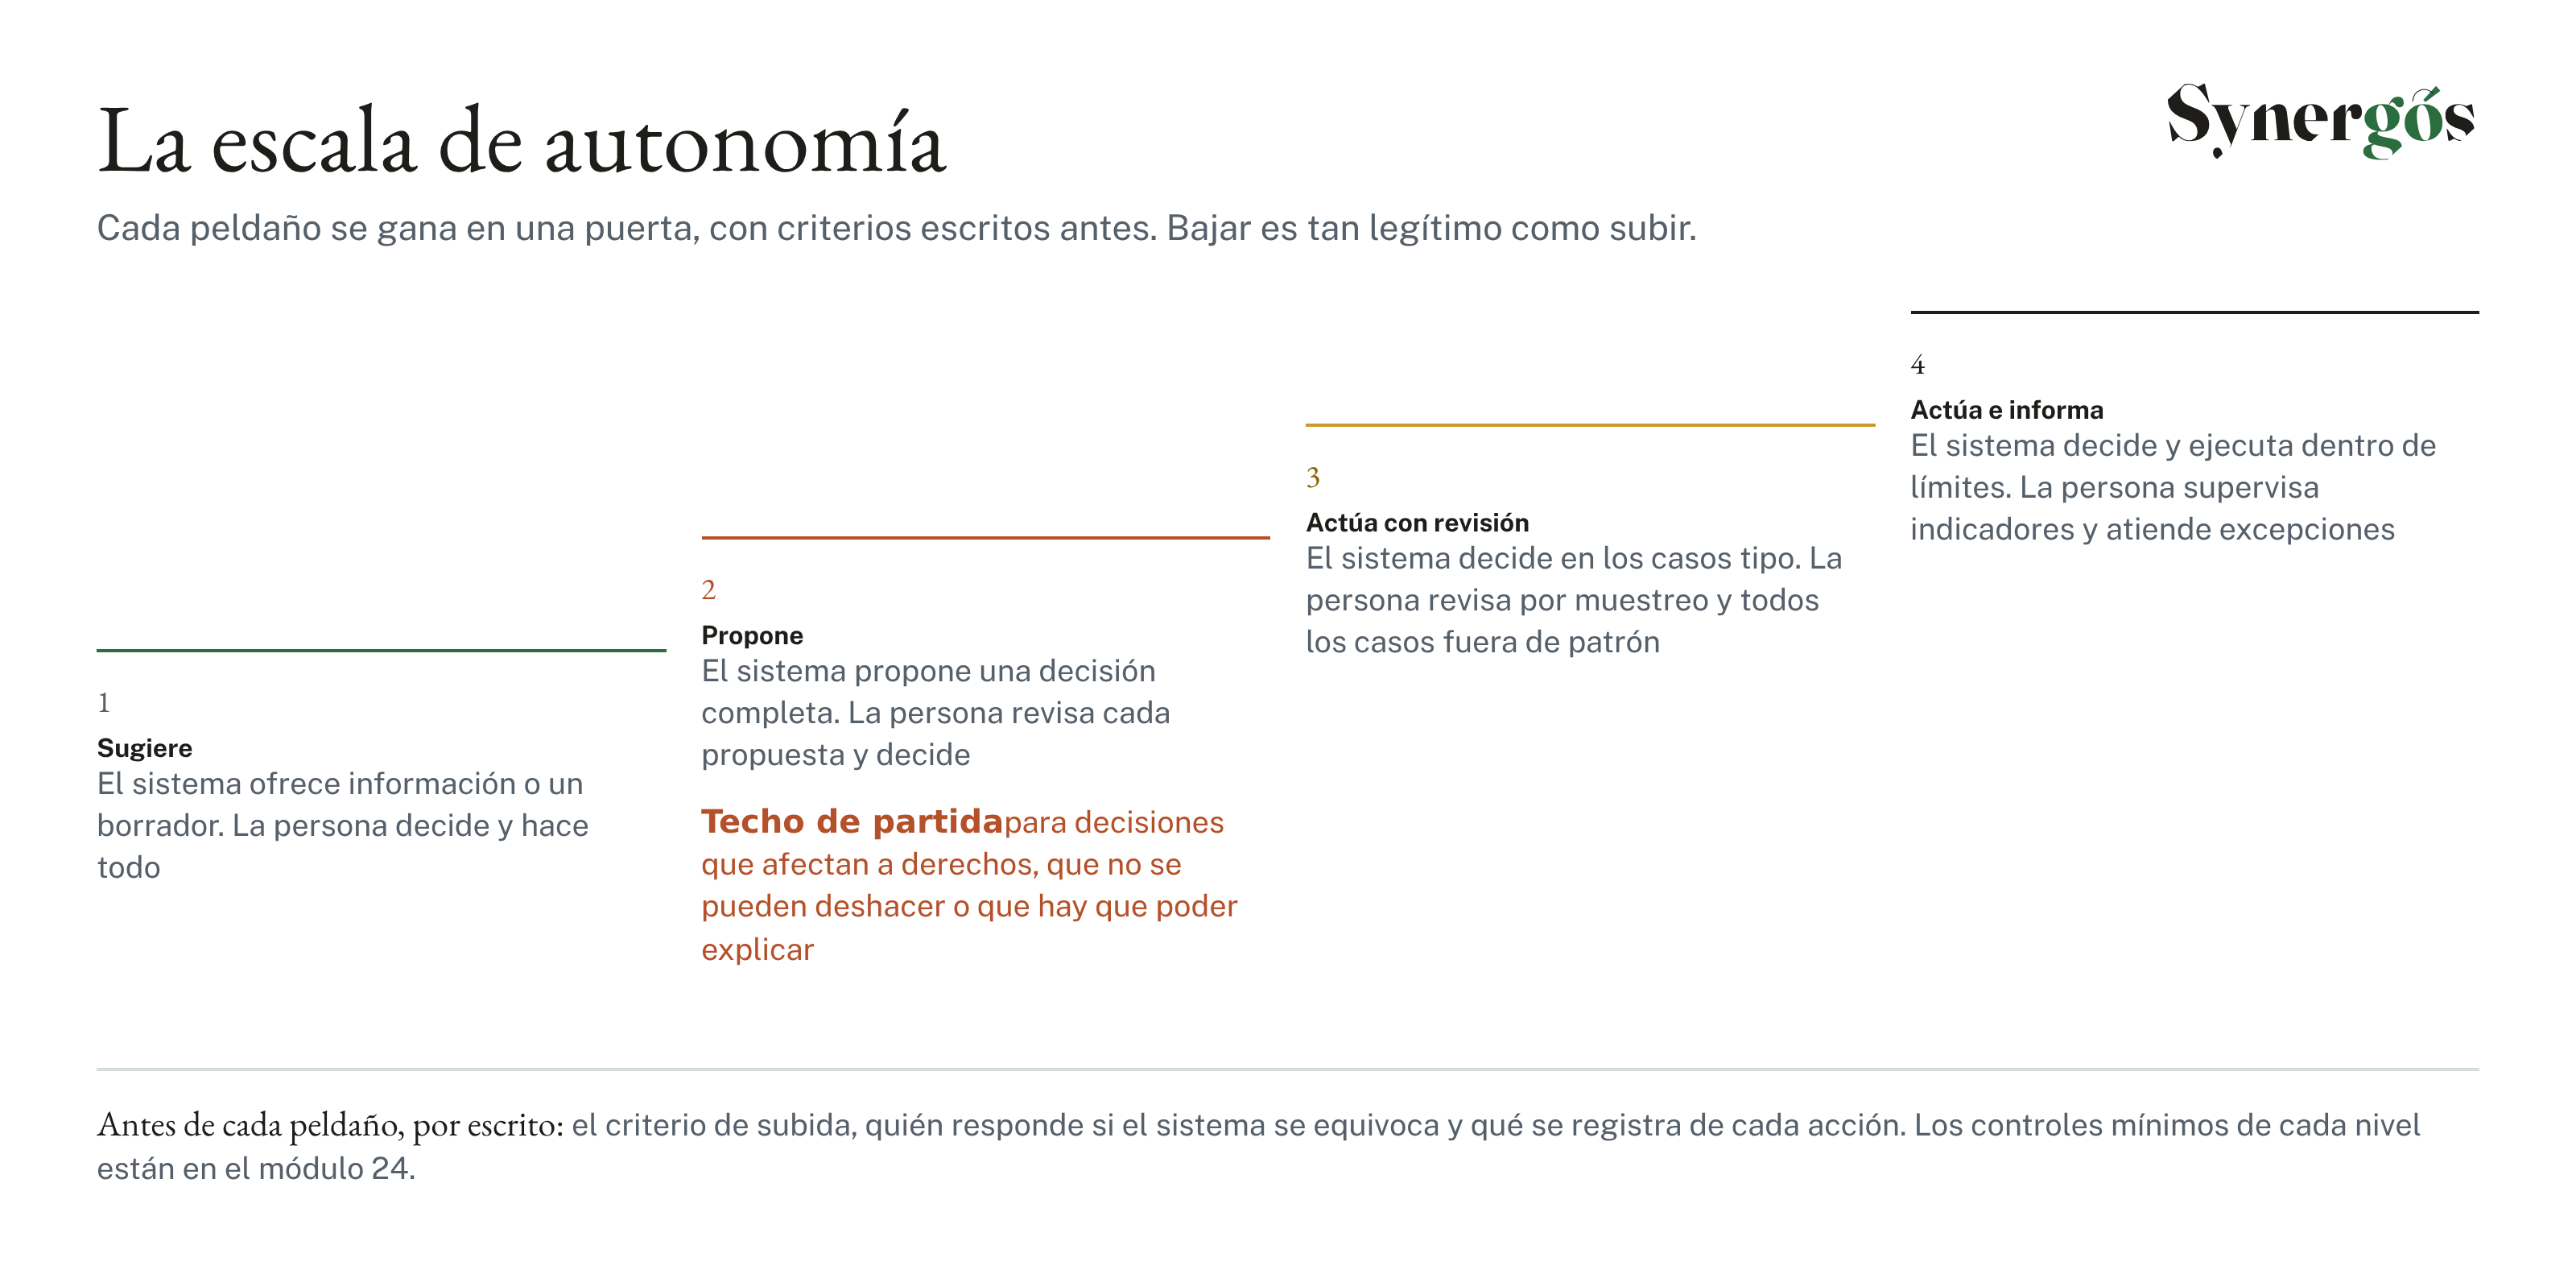 La escala de autonomía
Synergós
Cada peldaño se gana en una puerta, con criterios escritos antes. Bajar es tan legítimo como subir.
1
Sugiere
El sistema ofrece información o un
borrador. La persona decide y hace
todo
2
Propone
El sistema propone una decisión
completa. La persona revisa cada
propuesta y decide
Techo de partidapara decisiones
que afectan a derechos, que no se
pueden deshacer o que hay que poder
explicar
3
Actúa con revisión
El sistema decide en los casos tipo. La
persona revisa por muestreo y todos
los casos fuera de patrón
4
Actúa e informa
El sistema decide y ejecuta dentro de
límites. La persona supervisa
indicadores y atiende excepciones
Antes de cada peldaño, por escrito: el criterio de subida, quién responde si el sistema se equivoca y qué se registra de cada acción. Los controles mínimos de cada nivel
están en el módulo 24.